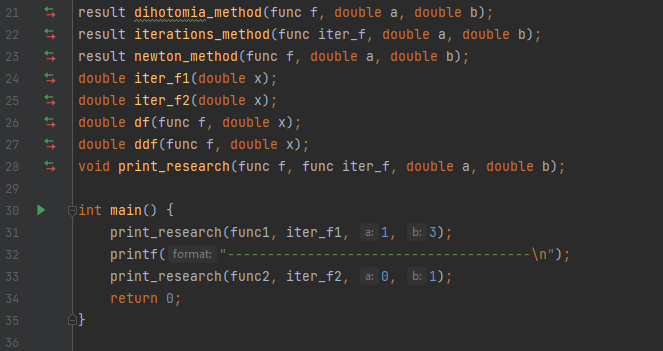 21 result dihotomia_method(func f, double a, double b);
22 result iterations_method(func iter_f, double a, double b);
23 result newton_method(func f, double a, double b);
24 double iter_f1(double x);
25 double iter_f2(double x);
26 double df(func f, double x);
27 double ddf(func f, double x);
28 void print_research(func f, func iter_f, double a, double b);
29
30 int main() {
31 print_research(func1, iter_f1, a: 1, b: 3);
32 printf(format: "---------------------------------------\n");
33 print_research(func2, iter_f2, a: 0, b: 1);
34 return 0;
35 }
36